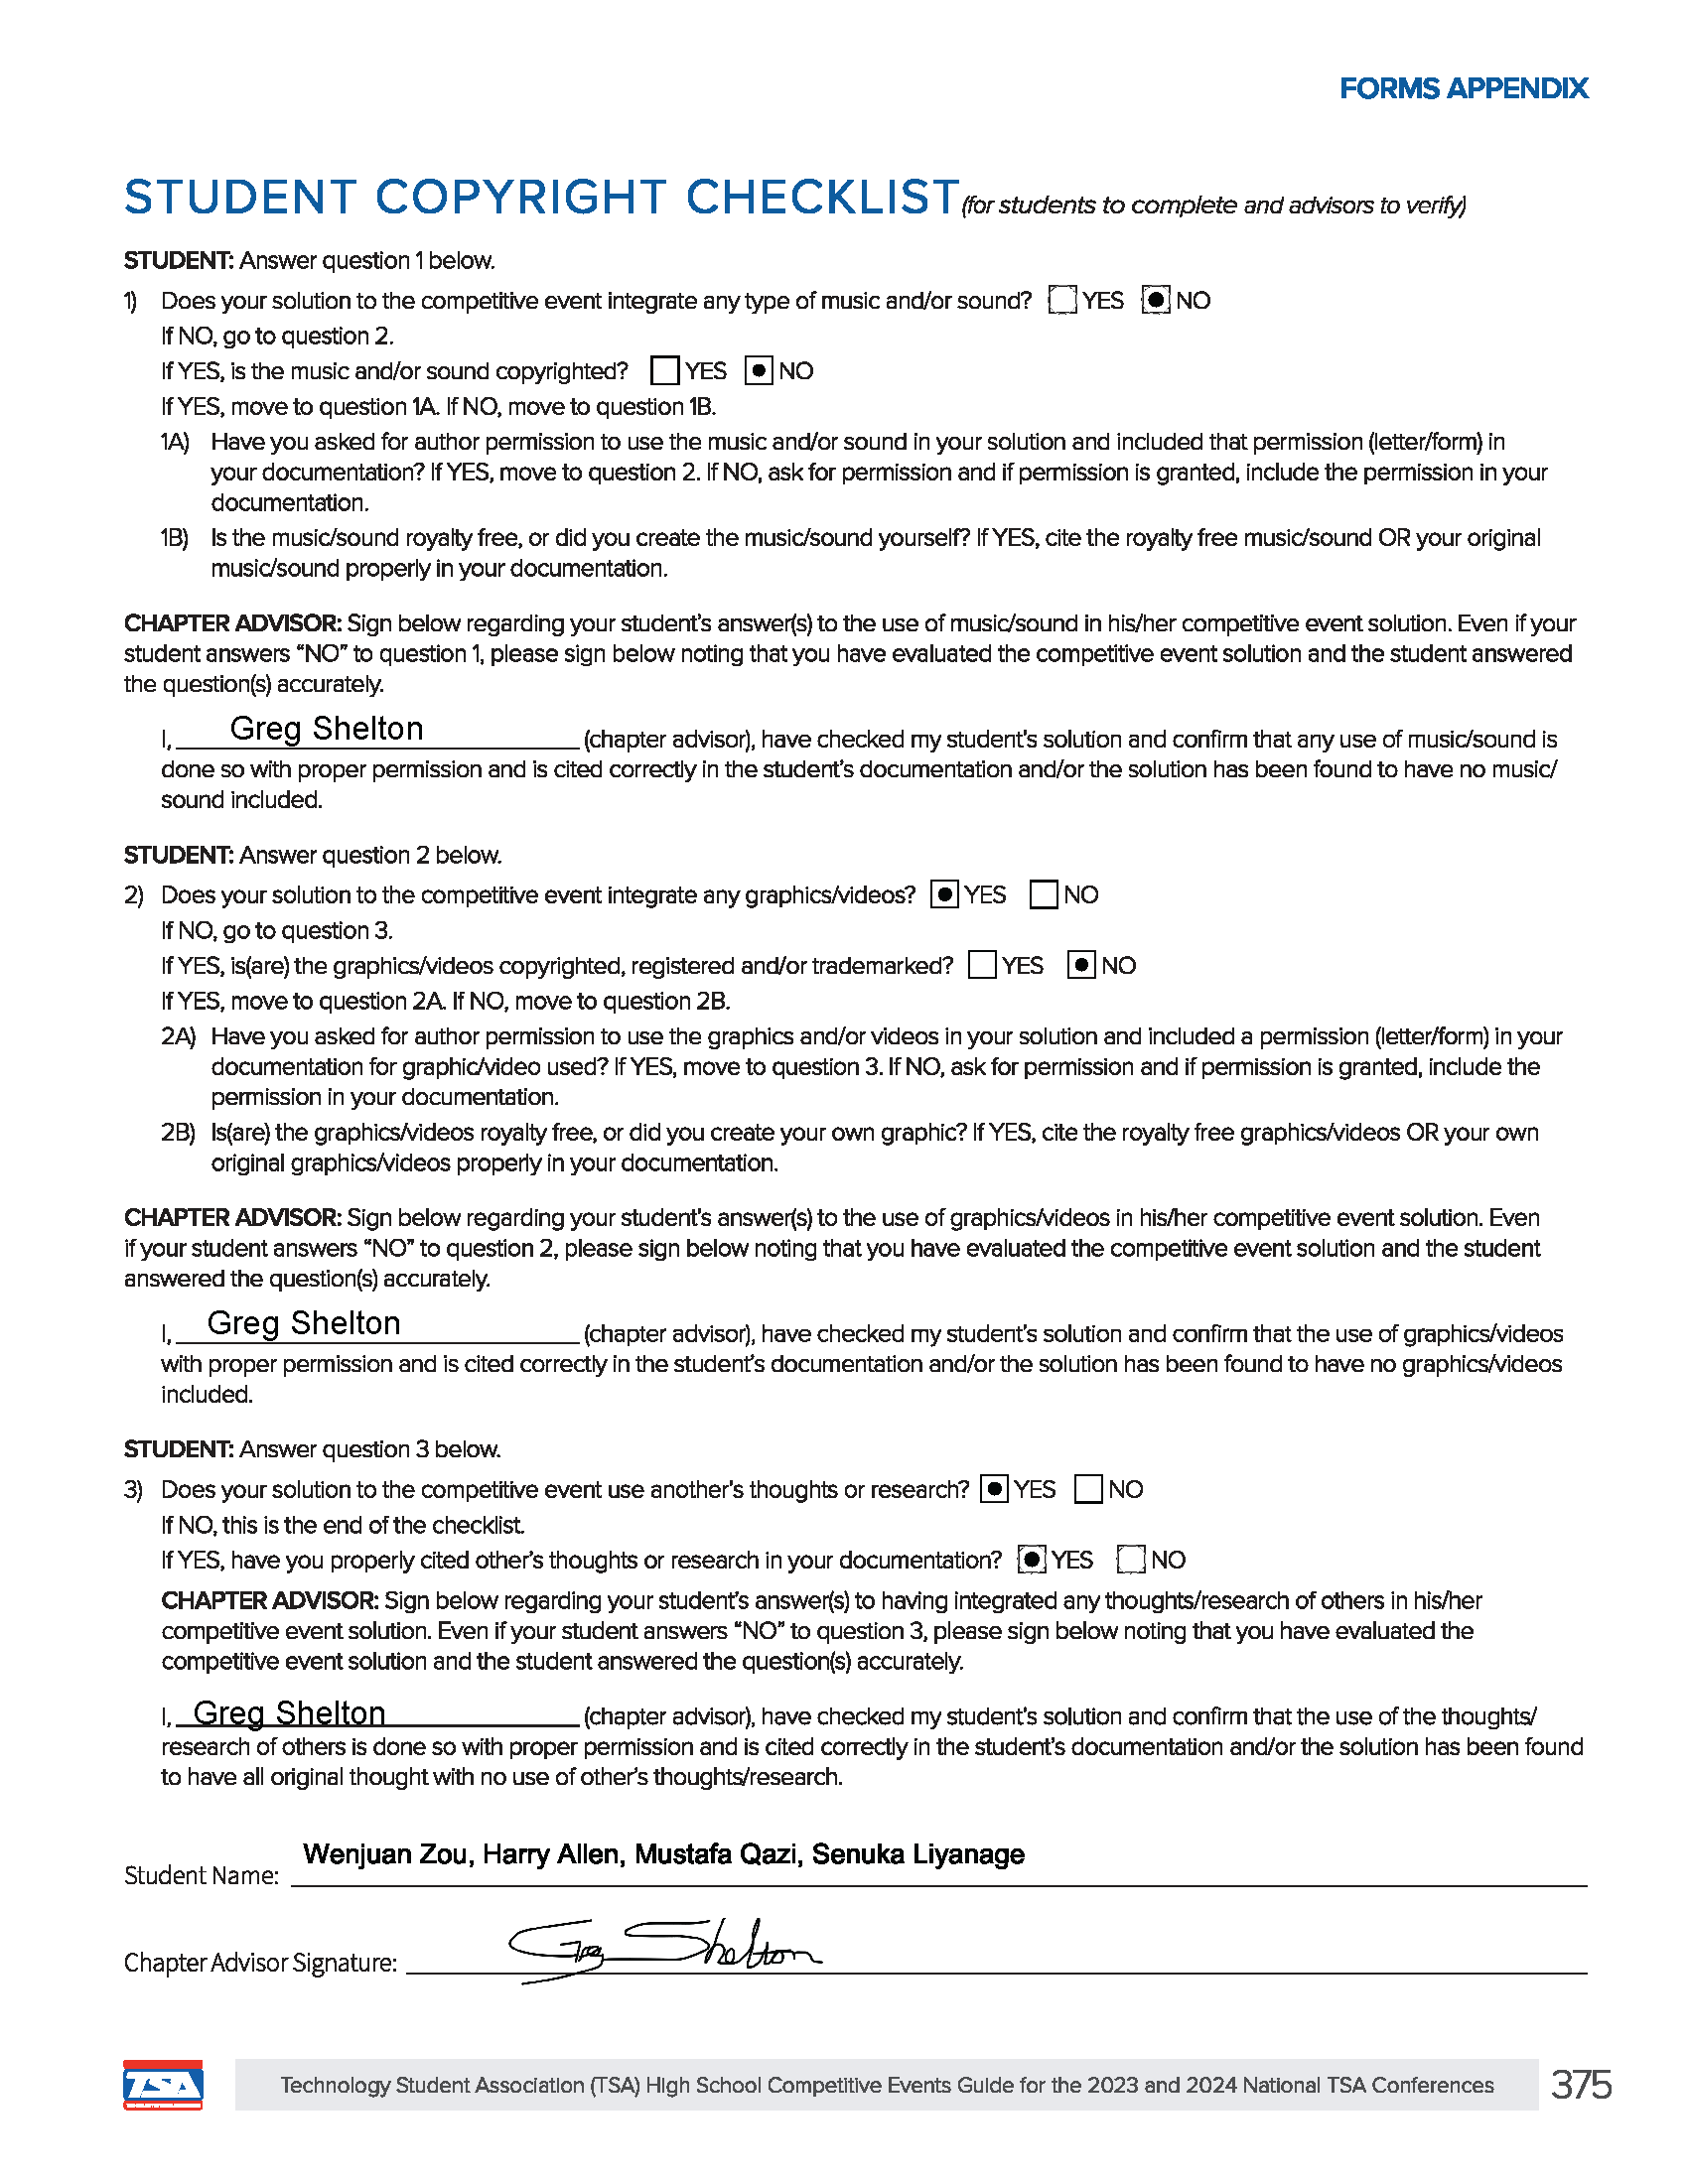 FORMS APPENDIX
STUDENT COPYRIGHT CHECKLIST (for students to complete and advisors to verify)
STUDENT: Answer question 1 below.
1) Does your solution to the competitive event integrate any type of music and/or sound? YES NO
If NO, go to question 2.
If YES, is the music and/or sound copyrighted? YES NO
If YES, move to question 1A. If NO, move to question 1B.
1A) Have you asked for author permission to use the music and/or sound in your solution and included that permission (letter/form) in
your documentation? If YES, move to question 2. If NO, ask for permission and if permission is granted, include the permission in your
documentation.
1B) Is the music/sound royalty free, or did you create the music/sound yourself? If YES, cite the royalty free music/sound OR your original
music/sound properly in your documentation.
CHAPTER ADVISOR: Sign below regarding your student's answer(s) to the use of music/sound in his/her competitive event solution. Even if your
student answers “NO” to question 1, please sign below noting that you have evaluated the competitive event solution and the student answered
the question(s) accurately.
I, Greg Shelton (chapter advisor), have checked my student's solution and confirm that any use of music/sound is
done so with proper permission and is cited correctly in the student's documentation and/or the solution has been found to have no music/
sound included.
STUDENT: Answer question 2 below.
2) Does your solution to the competitive event integrate any graphics/videos? YES NO
If NO, go to question 3.
If YES, is(are) the graphics/videos copyrighted, registered and/or trademarked? YES NO
If YES, move to question 2A. If NO, move to question 2B.
2A) Have you asked for author permission to use the graphics and/or videos in your solution and included a permission (letter/form) in your
documentation for graphic/video used? If YES, move to question 3. If NO, ask for permission and if permission is granted, include the
permission in your documentation.
2B) Is(are) the graphics/videos royalty free, or did you create your own graphic? If YES, cite the royalty free graphics/videos OR your own
original graphics/videos properly in your documentation.
CHAPTER ADVISOR: Sign below regarding your student's answer(s) to the use of graphics/videos in his/her competitive event solution. Even
if your student answers “NO” to question 2, please sign below noting that you have evaluated the competitive event solution and the student
answered the question(s) accurately.
I, Greg Shelton (chapter advisor), have checked my student's solution and confirm that the use of graphics/videos
with proper permission and is cited correctly in the student's documentation and/or the solution has been found to have no graphics/videos
included.
STUDENT: Answer question 3 below.
3) Does your solution to the competitive event use another's thoughts or research? YES NO
If NO, this is the end of the checklist.
If YES, have you properly cited other's thoughts or research in your documentation? YES NO
CHAPTER ADVISOR: Sign below regarding your student's answer(s) to having integrated any thoughts/research of others in his/her
competitive event solution. Even if your student answers “NO” to question 3, please sign below noting that you have evaluated the
competitive event solution and the student answered the question(s) accurately.
I, Greg Shelton (chapter advisor), have checked my student's solution and confirm that the use of the thoughts/
research of others is done so with proper permission and is cited correctly in the student's documentation and/or the solution has been found
to have all original thought with no use of other's thoughts/research.
Student Name: Wenjuan Zou, Harry Allen, Mustafa Qazi, Senuka Liyanage
Chapter Advisor Signature: Greg Shelton
TSA Technology Student Association (TSA) High School Competitive Events Guide for the 2023 and 2024 National TSA Conferences 375